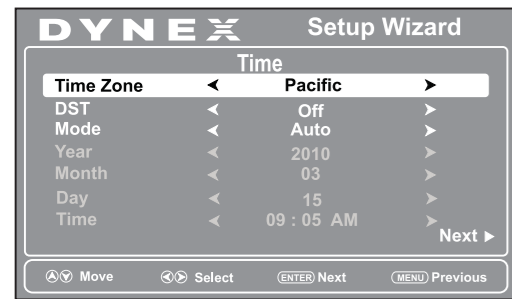 DYNEX Setup Wizard
Time
Time Zone Pacific
DST Off
Mode Auto
Year 2010
Month 03
Day 15
Time 09 : 05 AM
Next
Move Select ENTER Next MENU Previous